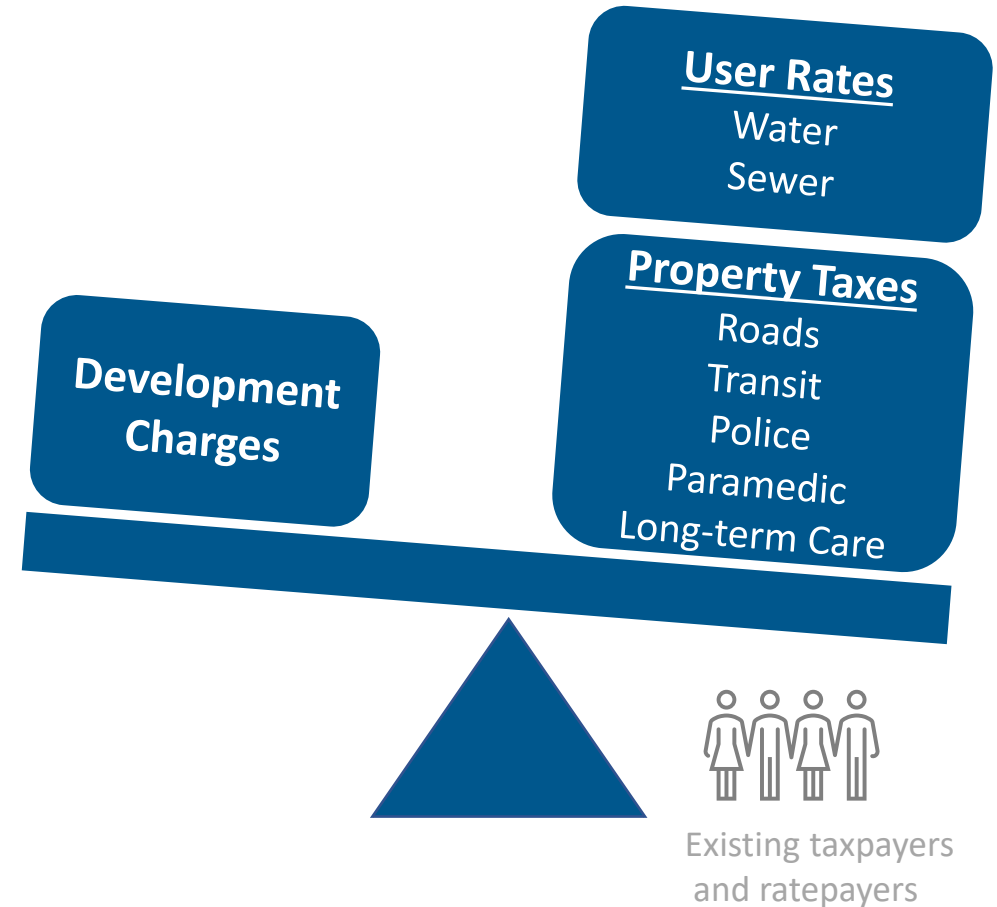 User Rates
Water
Sewer
Property Taxes
Roads
Transit
Police
Paramedic
Long-term Care
Development
Charges
Existing taxpayers
and ratepayers